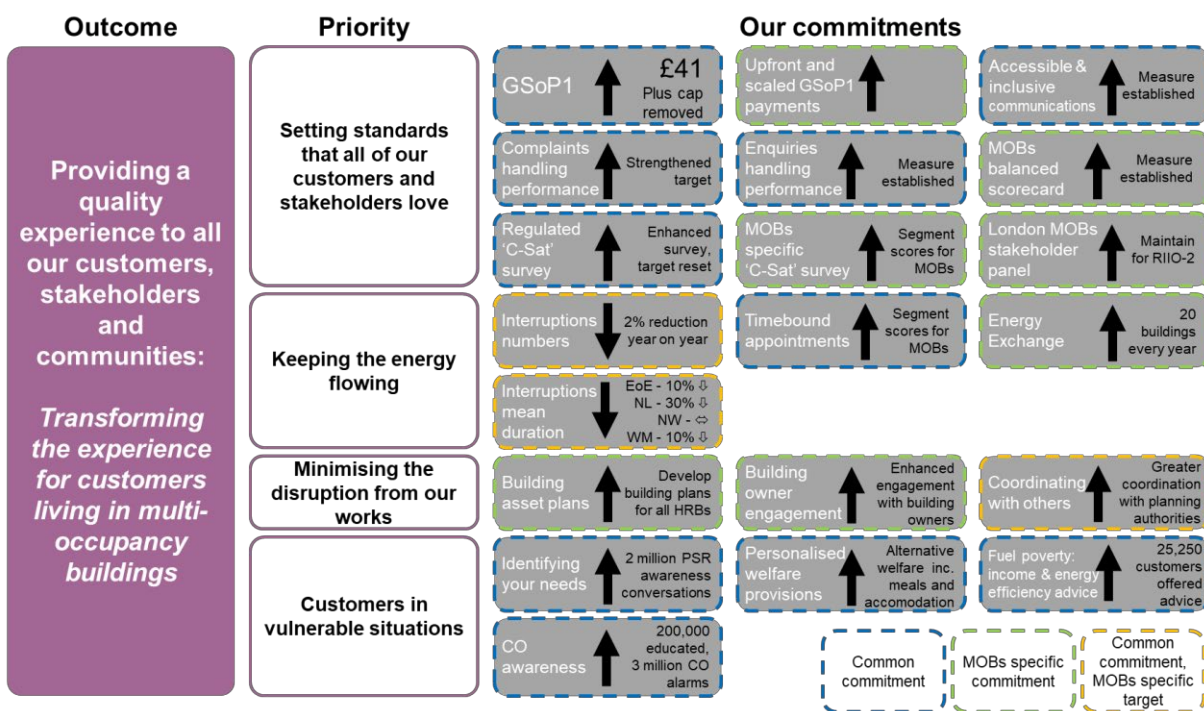 Outcome
Priority
Our commitments
Providing a
quality
experience to all
our customers,
stakeholders
and
communities:
Transforming
the experience
for customers
living in multi-
occupancy
buildings
Setting standards
that all of our
customers and
stakeholders love
GSoP1
£41
Plus cap
removed
Upfront and
scaled GSoP1
payments
Accessible &
inclusive
communications
Measure
established
Complaints
handling
performance
Strengthened
target
Enquiries
handling
performance
Measure
established
MOBs
balanced
scorecard
Measure
established
Regulated
‘C-Sat’
survey
Enhanced
survey,
target reset
MOBs
specific
‘C-Sat’ survey
Segment
scores for
MOBs
London MOBs
stakeholder
panel
Maintain
for RIIO-2
Keeping the energy
flowing
Interruptions
numbers
2% reduction
year on year
Timebound
appointments
Segment
scores for
MOBs
Energy
Exchange
20
buildings
every year
Interruptions
mean
duration
EoE - 10% ⇩
NL - 30% ⇩
NW - ⬄
WM - 10% ⇩
Minimising the
disruption from our
works
Building
asset plans
Develop
building plans
for all HRBs
Building
owner
engagement
Enhanced
engagement
with building
owners
Coordinating
with others
Greater
coordination
with planning
authorities
Customers in
vulnerable situations
Identifying
your needs
2 million PSR
awareness
conversations
Personalised
welfare
provisions
Alternative
welfare inc.
meals and
accomodation
Fuel poverty:
income & energy
efficiency advice
25,250
customers
offered
advice
CO
awareness
200,000
educated,
3 million CO
alarms
Common
commitment
MOBs specific
commitment
Common
commitment,
MOBs specific
target